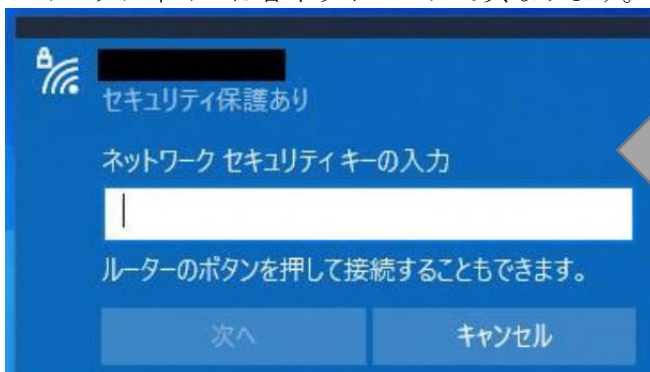 セキュリティ保護あり
ネットワーク セキュリティ キーの入力
ルーターのボタンを押して接続することもできます。
次へ
キャンセル